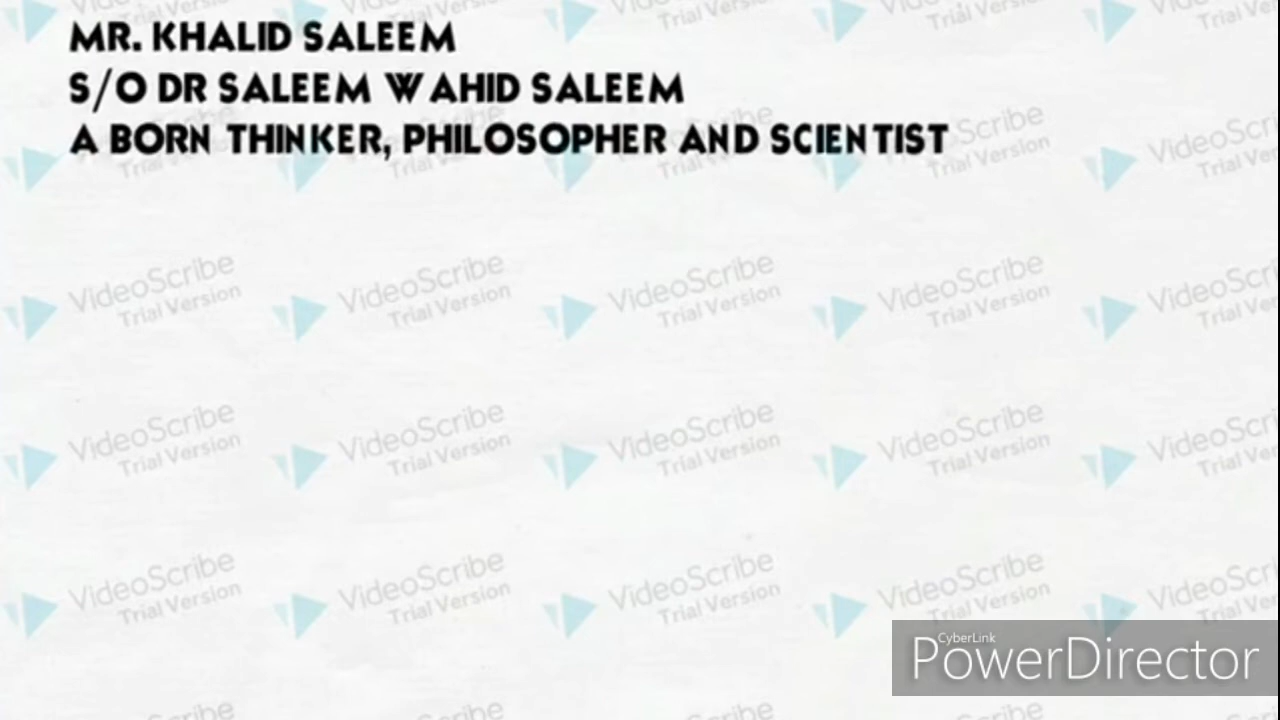 MR. KHALID SALEEM
S/O DR SALEEM WAHID SALEEM
A BORN THINKER, PHILOSOPHER AND SCIENTIST
VideoScribe
Trial Version
CyberLink
PowerDirector